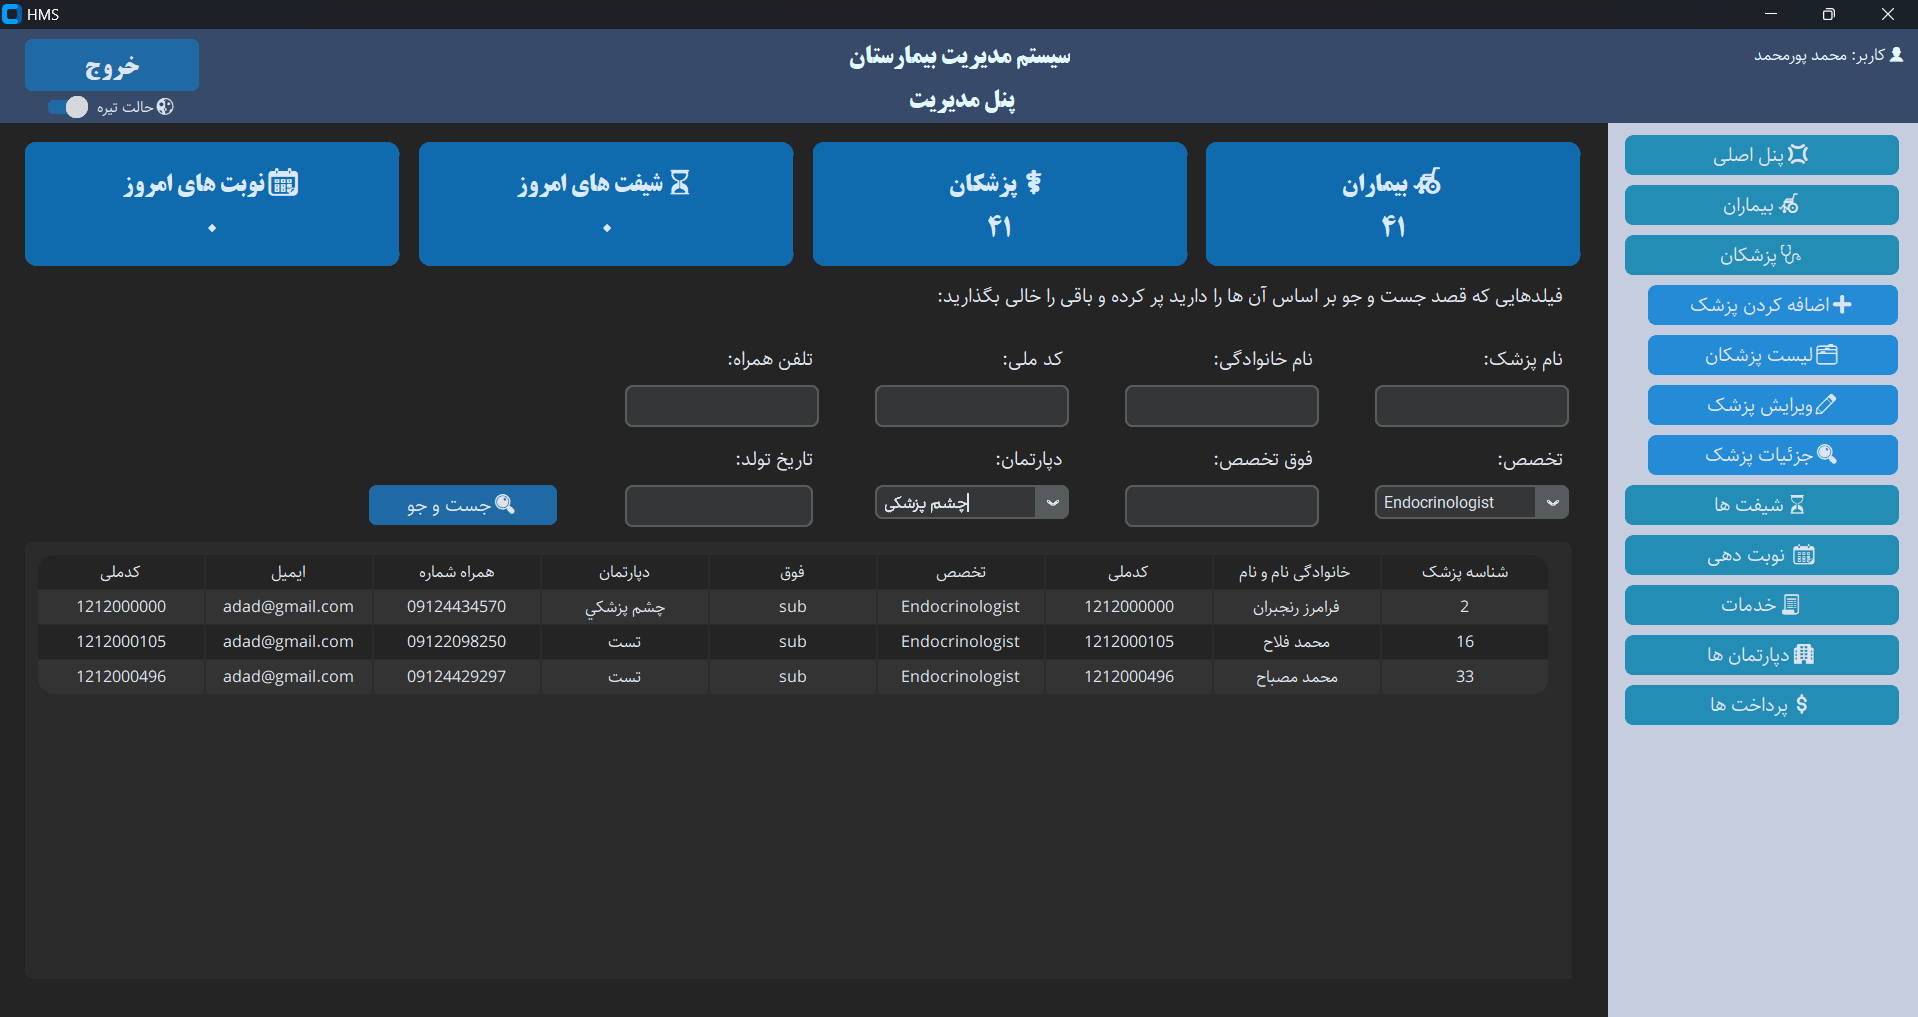 HMS
کاربر: محمد پورمحمد
سیستم مدیریت بیمارستان
پنل مدیریت
خروج
حالت تیره
پنل اصلی
بیماران
پزشکان
اضافه کردن پزشک
لیست پزشکان
ویرایش پزشک
جزئیات پزشک
شیفت ها
نوبت دهی
خدمات
دپارتمان ها
پرداخت ها
بیماران
۴۱
پزشکان
۴۱
شیفت های امروز
۰
نوبت های امروز
۰
فیلدهایی که قصد جست و جو بر اساس آن ها را دارید پر کرده و باقی را خالی بگذارید:
نام پزشک: نام خانوادگی: کد ملی: تلفن همراه:
تخصص: فوق تخصص: دپارتمان: تاریخ تولد:
Endocrinologist چشم پزشکی جست و جو
شناسه پزشک خانوادگی نام و نام کدملی تخصص فوق دپارتمان همراه شماره ایمیل کدملی
2 فرامرز رنجبران 1212000000 Endocrinologist sub چشم پزشكي 09124434570 adad@gmail.com 1212000000
16 محمد فلاح 1212000105 Endocrinologist sub تست 09122098250 adad@gmail.com 1212000105
33 محمد مصباح 1212000496 Endocrinologist sub تست 09124429297 adad@gmail.com 1212000496